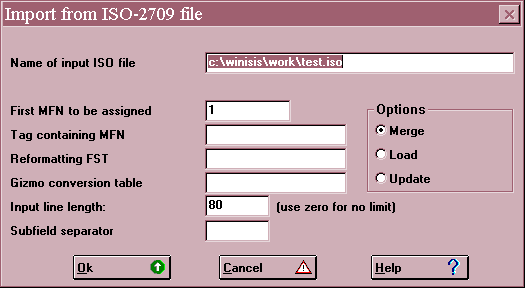 Import from ISO-2709 file
Name of input ISO file
c:\winisis\work\test.iso
First MFN to be assigned
1
Tag containing MFN
Reformatting FST
Gizmo conversion table
Input line length:
80
(use zero for no limit)
Subfield separator
Options
Merge
Load
Update
Ok
Cancel
Help
?